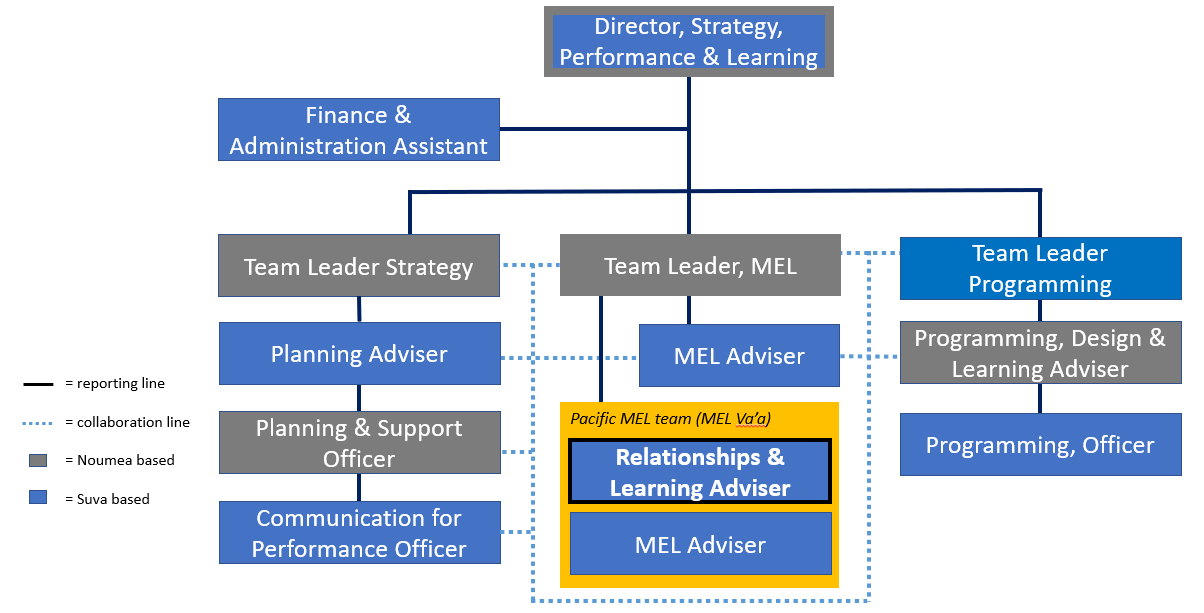 Director, Strategy,
Performance & Learning
Finance &
Administration Assistant
Team Leader Strategy
Team Leader, MEL
Team Leader
Programming
Planning Adviser
MEL Adviser
Programming, Design &
Learning Adviser
Planning & Support
Officer
Pacific MEL team (MEL Va’a)
Relationships &
Learning Adviser
MEL Adviser
Programming, Officer
Communication for
Performance Officer
= reporting line
= collaboration line
= Noumea based
= Suva based